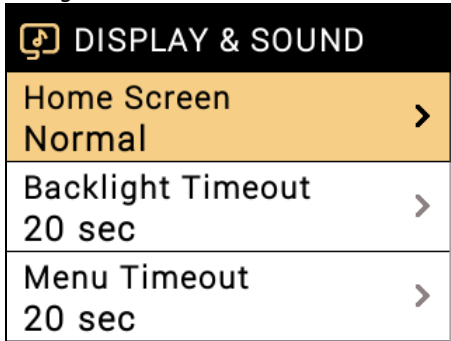 DISPLAY & SOUND
Home Screen
Normal
Backlight Timeout
20 sec
Menu Timeout
20 sec